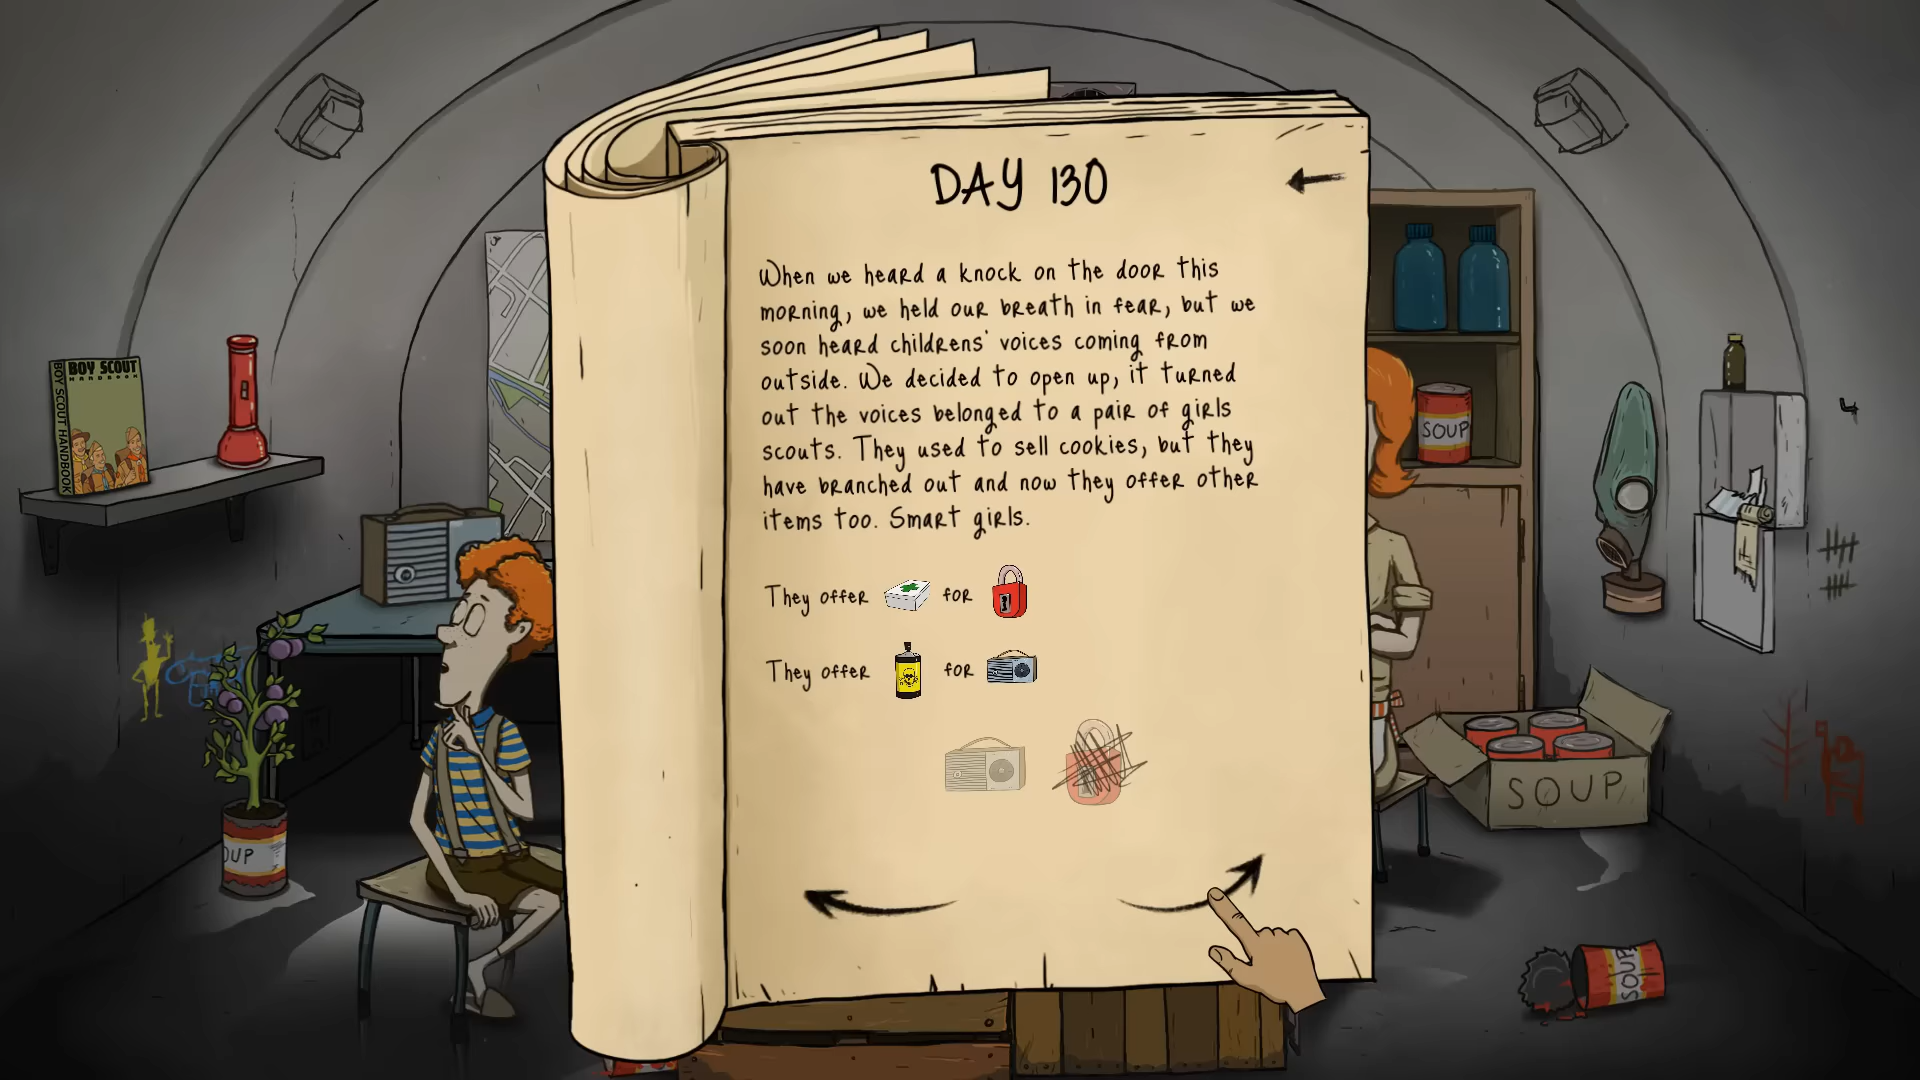 DAY 130
When we heard a knock on the door this
morning, we held our breath in fear, but we
soon heard childrens' voices coming from
outside. We decided to open up, it turned
out the voices belonged to a pair of girls
scouts. They used to sell cookies, but they
have branched out and now they offer other
items too. Smart girls.
They offer for
They offer for
BOY SCOUT
HANDBOOK
BOY SCOUT HANDBOOK
SOUP
SOUP
OUP
SOUP